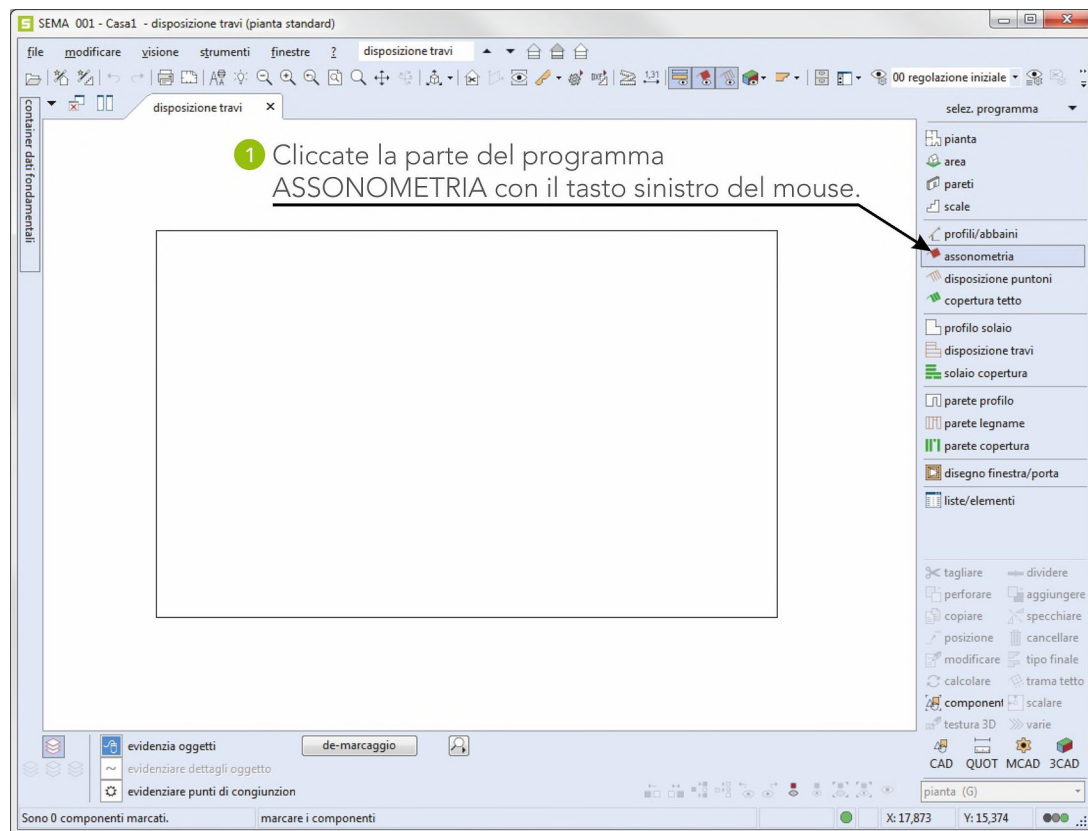 SEMA 001 - Casa1 - disposizione travi (pianta standard)
file modificare visione strumenti finestre ? disposizione travi
1,31 00 regolazione iniziale
container dati fondamentali
disposizione travi
selez. programma
1 Cliccate la parte del programma
ASSONOMETRIA con il tasto sinistro del mouse.
pianta
area
pareti
scale
profili/abbaini
assonometria
disposizione puntoni
copertura tetto
profilo solaio
disposizione travi
solaio copertura
parete profilo
parete legname
parete copertura
disegno finestra/porta
liste/elementi
tagliare dividere
perforare aggiungere
copiare specchiare
posizione cancellare
modificare tipo finale
calcolare trama tetto
component scalare
testura 3D varie
CAD QUOT MCAD 3CAD
evidenzia oggetti de-marcaggio
evidenziare dettagli oggetto
evidenziare punti di congiunzion
pianta (G)
Sono 0 componenti marcati. marcare i componenti X: 17,873 Y: 15,374